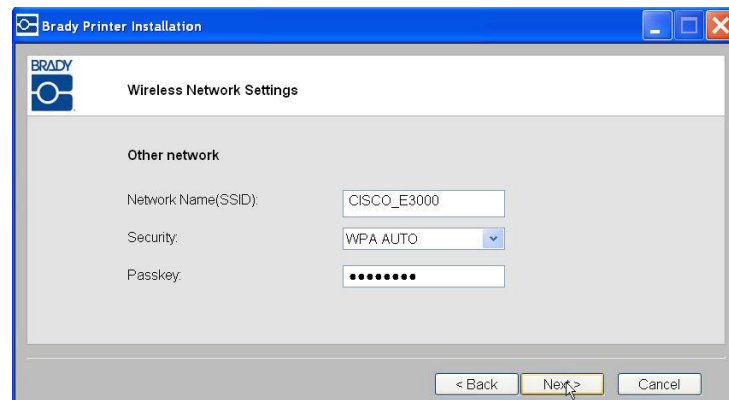 Brady Printer Installation
BRADY
Wireless Network Settings
Other network
Network Name(SSID): CISCO_E3000
Security: WPA AUTO
Passkey: ●●●●●●●●
< Back Next > Cancel